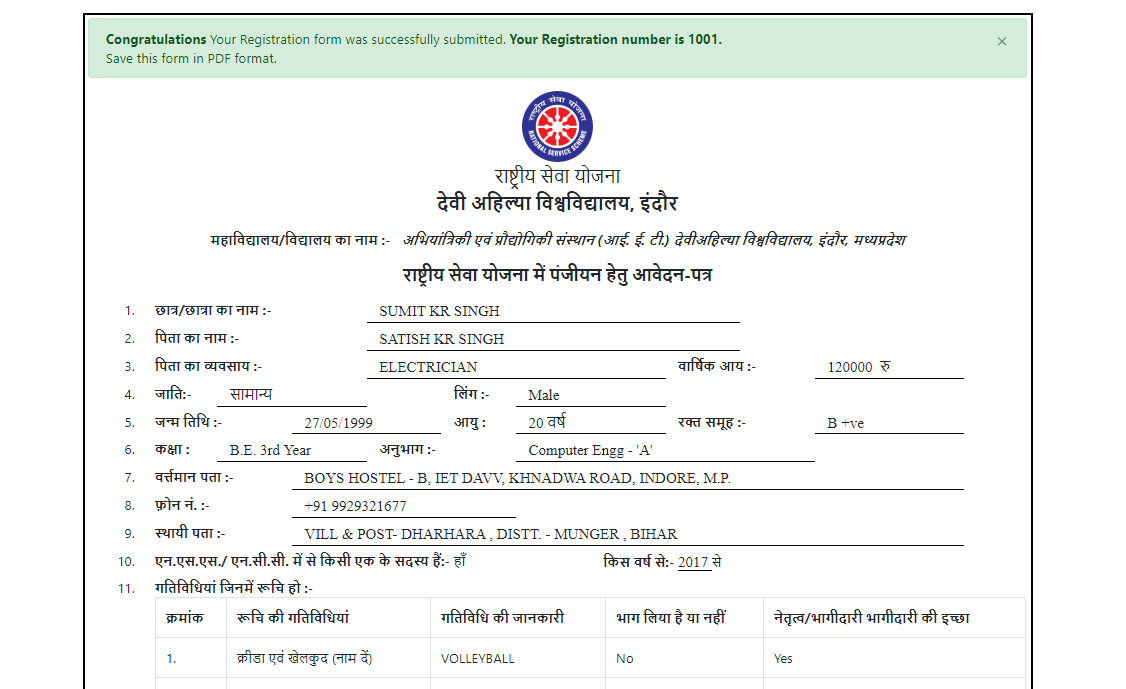 Congratulations Your Registration form was successfully submitted. Your Registration number is 1001. ×
Save this form in PDF format.
राष्ट्रीय सेवा योजना
NATIONAL SERVICE SCHEME
राष्ट्रीय सेवा योजना
देवी अहिल्या विश्वविद्यालय, इंदौर
महाविद्यालय/विद्यालय का नाम :- अभियांत्रिकी एवं प्रौद्योगिकी संस्थान (आई. ई. टी.) देवीअहिल्या विश्वविद्यालय, इंदौर, मध्यप्रदेश
राष्ट्रीय सेवा योजना में पंजीयन हेतु आवेदन-पत्र
1. छात्र/छात्रा का नाम :- SUMIT KR SINGH
2. पिता का नाम :- SATISH KR SINGH
3. पिता का व्यवसाय :- ELECTRICIAN वार्षिक आय :- 120000 रु
4. जाति:- सामान्य लिंग :- Male
5. जन्म तिथि :- 27/05/1999 आयु : 20 वर्ष रक्त समूह :- B +ve
6. कक्षा : B.E. 3rd Year अनुभाग :- Computer Engg - 'A'
7. वर्त्तमान पता :- BOYS HOSTEL - B, IET DAVV, KHNADWA ROAD, INDORE, M.P.
8. फ़ोन नं. :- +91 9929321677
9. स्थायी पता :- VILL & POST- DHARHARA , DISTT. - MUNGER , BIHAR
10. एन.एस.एस./ एन.सी.सी. में से किसी एक के सदस्य हैं:- हाँ किस वर्ष से:- 2017 से
11. गतिविधियां जिनमें रूचि हो :-
क्रमांक रूचि की गतिविधियां गतिविधि की जानकारी भाग लिया है या नहीं नेतृत्व/भागीदारी भागीदारी की इच्छा
1. क्रीडा एवं खेलकुद (नाम दें) VOLLEYBALL No Yes